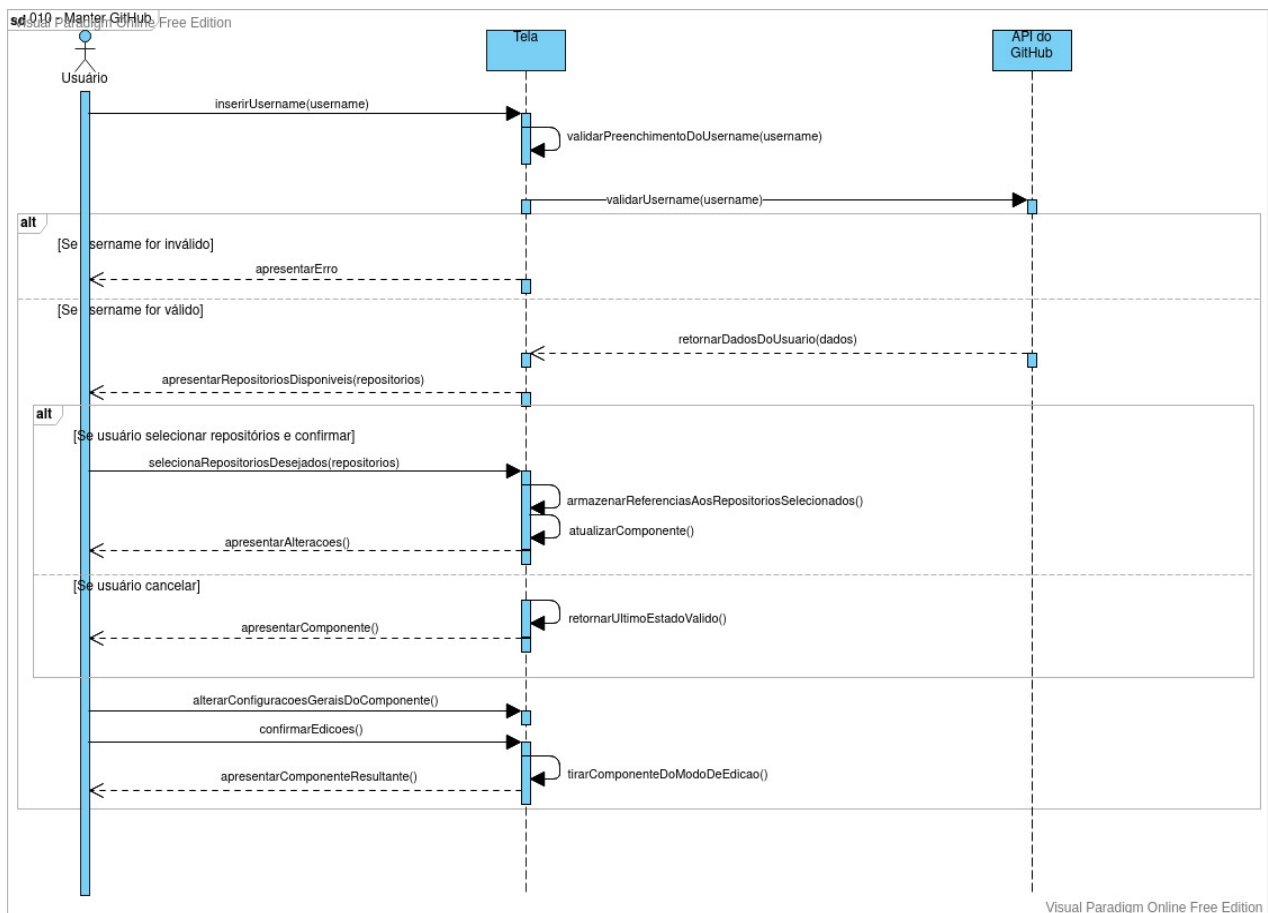 sd 010 - Manter GitHub
Visual Paradigm Online Free Edition
Usuário
Tela
API do
GitHub
inserirUsername(username)
validarPreenchimentoDoUsername(username)
validarUsername(username)
alt
[Se username for inválido]
apresentarErro
[Se username for válido]
retornarDadosDoUsuario(dados)
apresentarRepositoriosDisponiveis(repositorios)
alt
[Se usuário selecionar repositórios e confirmar]
selecionaRepositoriosDesejados(repositorios)
armazenarReferenciasAosRepositoriosSelecionados()
atualizarComponente()
apresentarAlteracoes()
[Se usuário cancelar]
retornarUltimoEstadoValido()
apresentarComponente()
alterarConfiguracoesGeraisDoComponente()
confirmarEdicoes()
tirarComponenteDoModoDeEdicao()
apresentarComponenteResultante()
Visual Paradigm Online Free Edition